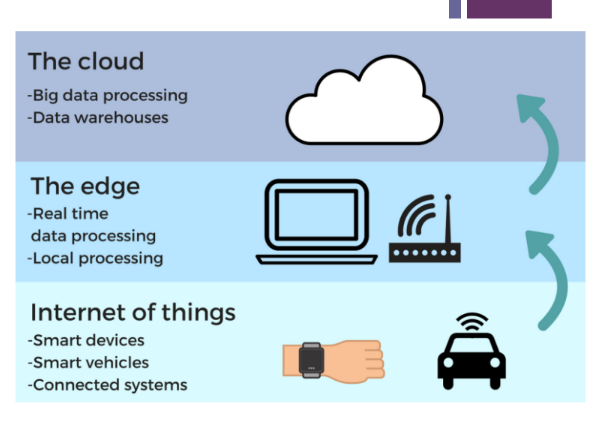 The cloud
-Big data processing
-Data warehouses
The edge
-Real time
data processing
-Local processing
Internet of things
-Smart devices
-Smart vehicles
-Connected systems